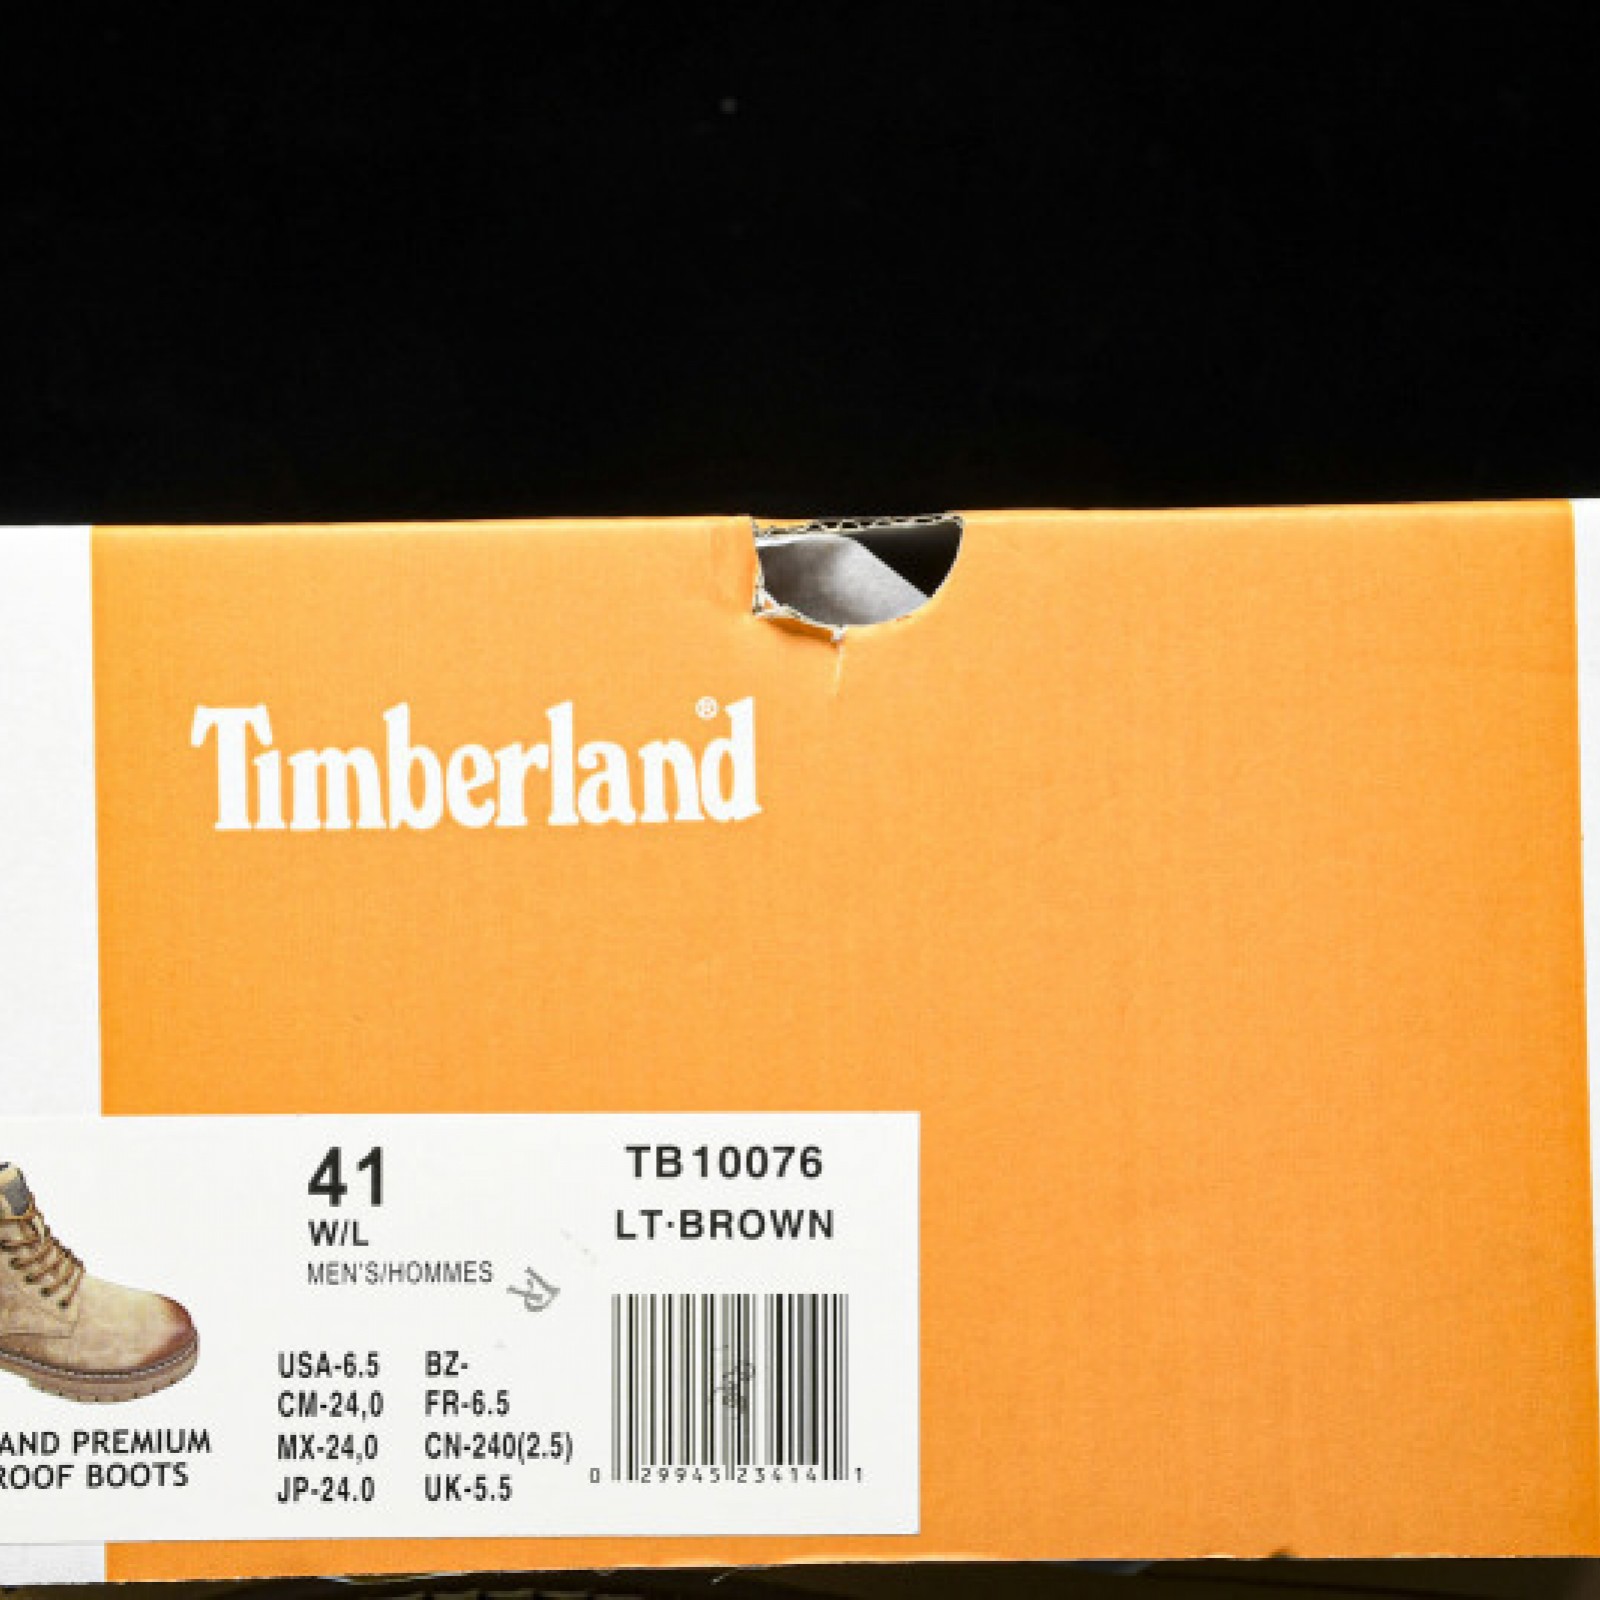 Timberland®
41
W/L
MEN'S/HOMMES
TB10076
LT·BROWN
USA-6.5 BZ-
CM-24,0 FR-6.5
MX-24,0 CN-240(2.5)
JP-24.0 UK-5.5
0 29945 23414 1
AND PREMIUM
ROOF BOOTS